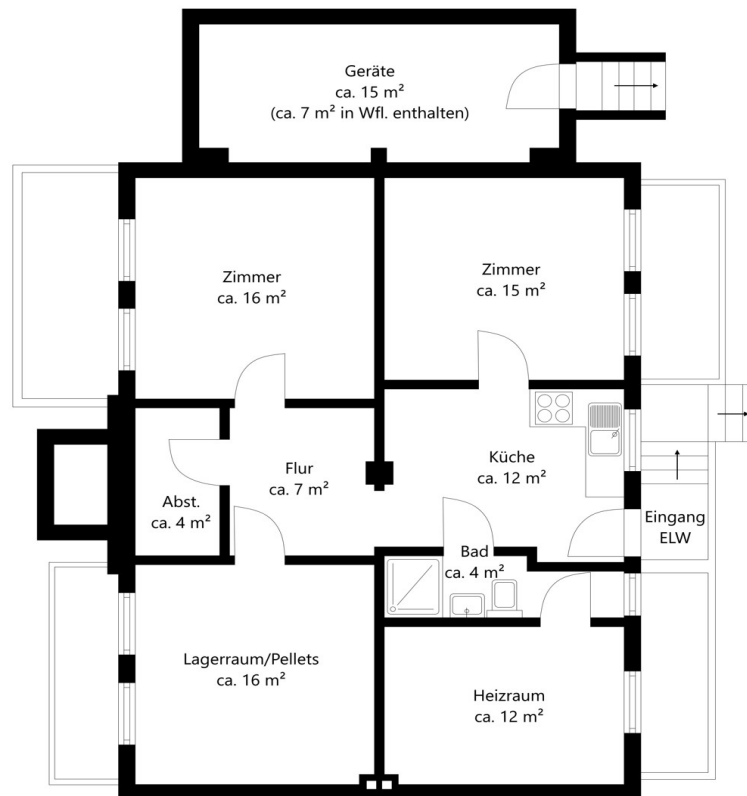 Geräte
ca. 15 m²
(ca. 7 m² in Wfl. enthalten)
Zimmer
ca. 16 m²
Zimmer
ca. 15 m²
Küche
ca. 12 m²
Flur
ca. 7 m²
Abst.
ca. 4 m²
Eingang
ELW
Bad
ca. 4 m²
Lagerraum/Pellets
ca. 16 m²
Heizraum
ca. 12 m²